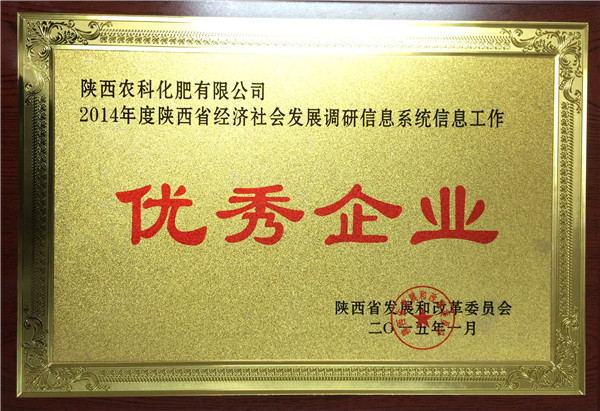 陕西农科化肥有限公司
2014年度陕西省经济社会发展调研信息系统信息工作
优秀企业
陕西省发展和改革委员会
二〇一五年一月